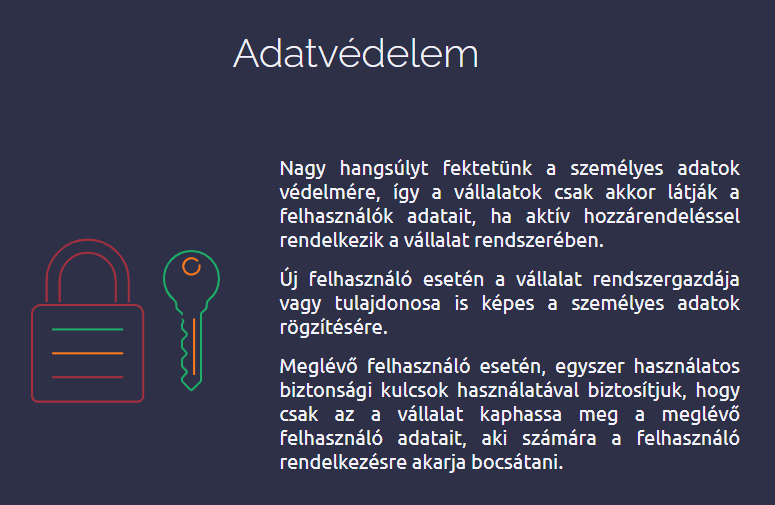 Adatvédelem
Nagy hangsúlyt fektetünk a személyes adatok
védelmére, így a vállalatok csak akkor látják a
felhasználók adatait, ha aktív hozzárendeléssel
rendelkezik a vállalat rendszerében.
Új felhasználó esetén a vállalat rendszergazdája
vagy tulajdonosa is képes a személyes adatok
rögzítésére.
Meglévő felhasználó esetén, egyszer használatos
biztonsági kulcsok használatával biztosítjuk, hogy
csak az a vállalat kaphassa meg a meglévő
felhasználó adatait, aki számára a felhasználó
rendelkezésre akarja bocsátani.